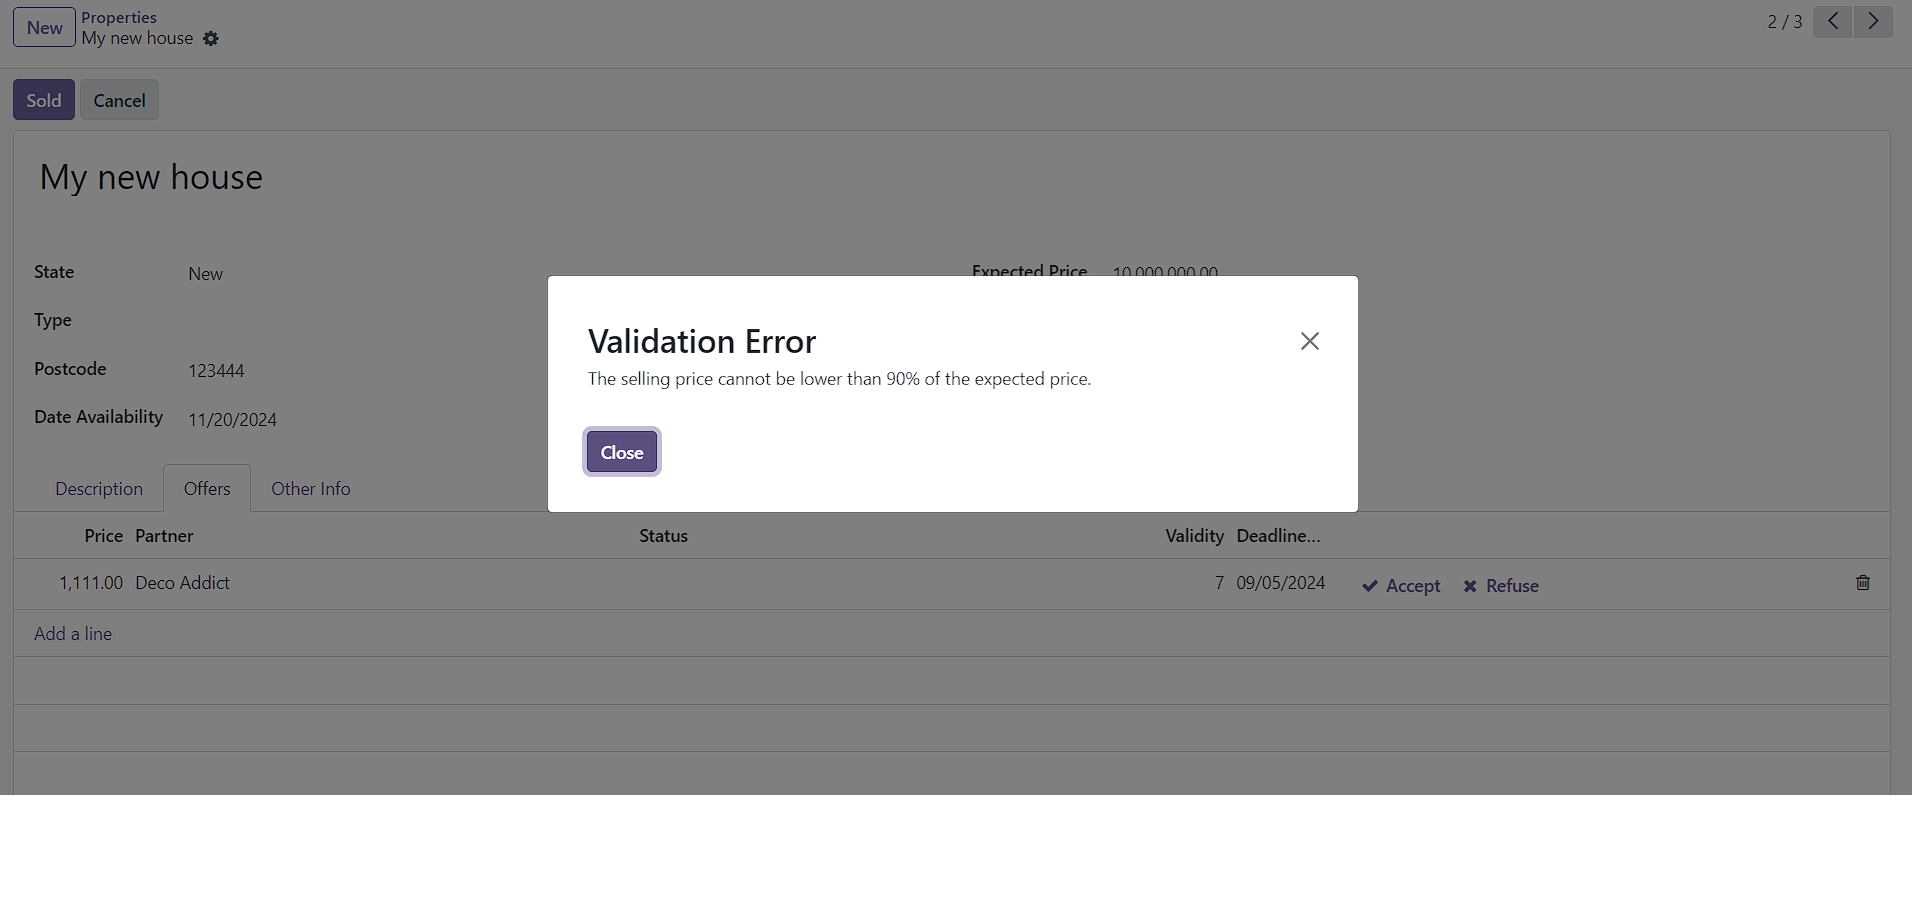 New
Properties
My new house
2 / 3
Sold
Cancel
My new house
State New
Expected Price 10,000,000.00
Type
Postcode 123444
Date Availability 11/20/2024
Validation Error
The selling price cannot be lower than 90% of the expected price.
Close
Description Offers Other Info
Price Partner Status Validity Deadline...
1,111.00 Deco Addict 7 09/05/2024 Accept Refuse
Add a line